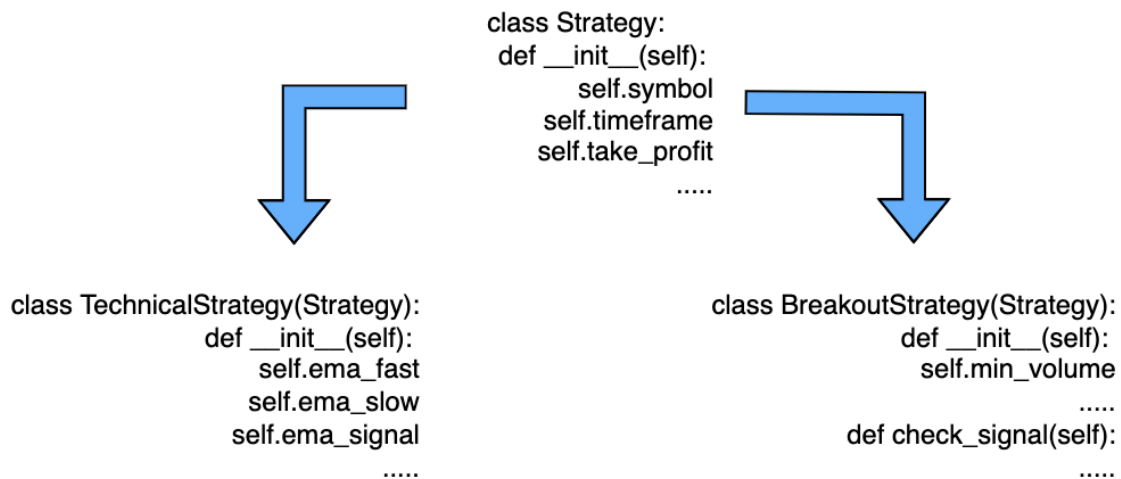 class Strategy:
def __init__(self):
self.symbol
self.timeframe
self.take_profit
.....
class TechnicalStrategy(Strategy):
def __init__(self):
self.ema_fast
self.ema_slow
self.ema_signal
.....
class BreakoutStrategy(Strategy):
def __init__(self):
self.min_volume
.....
def check_signal(self):
.....